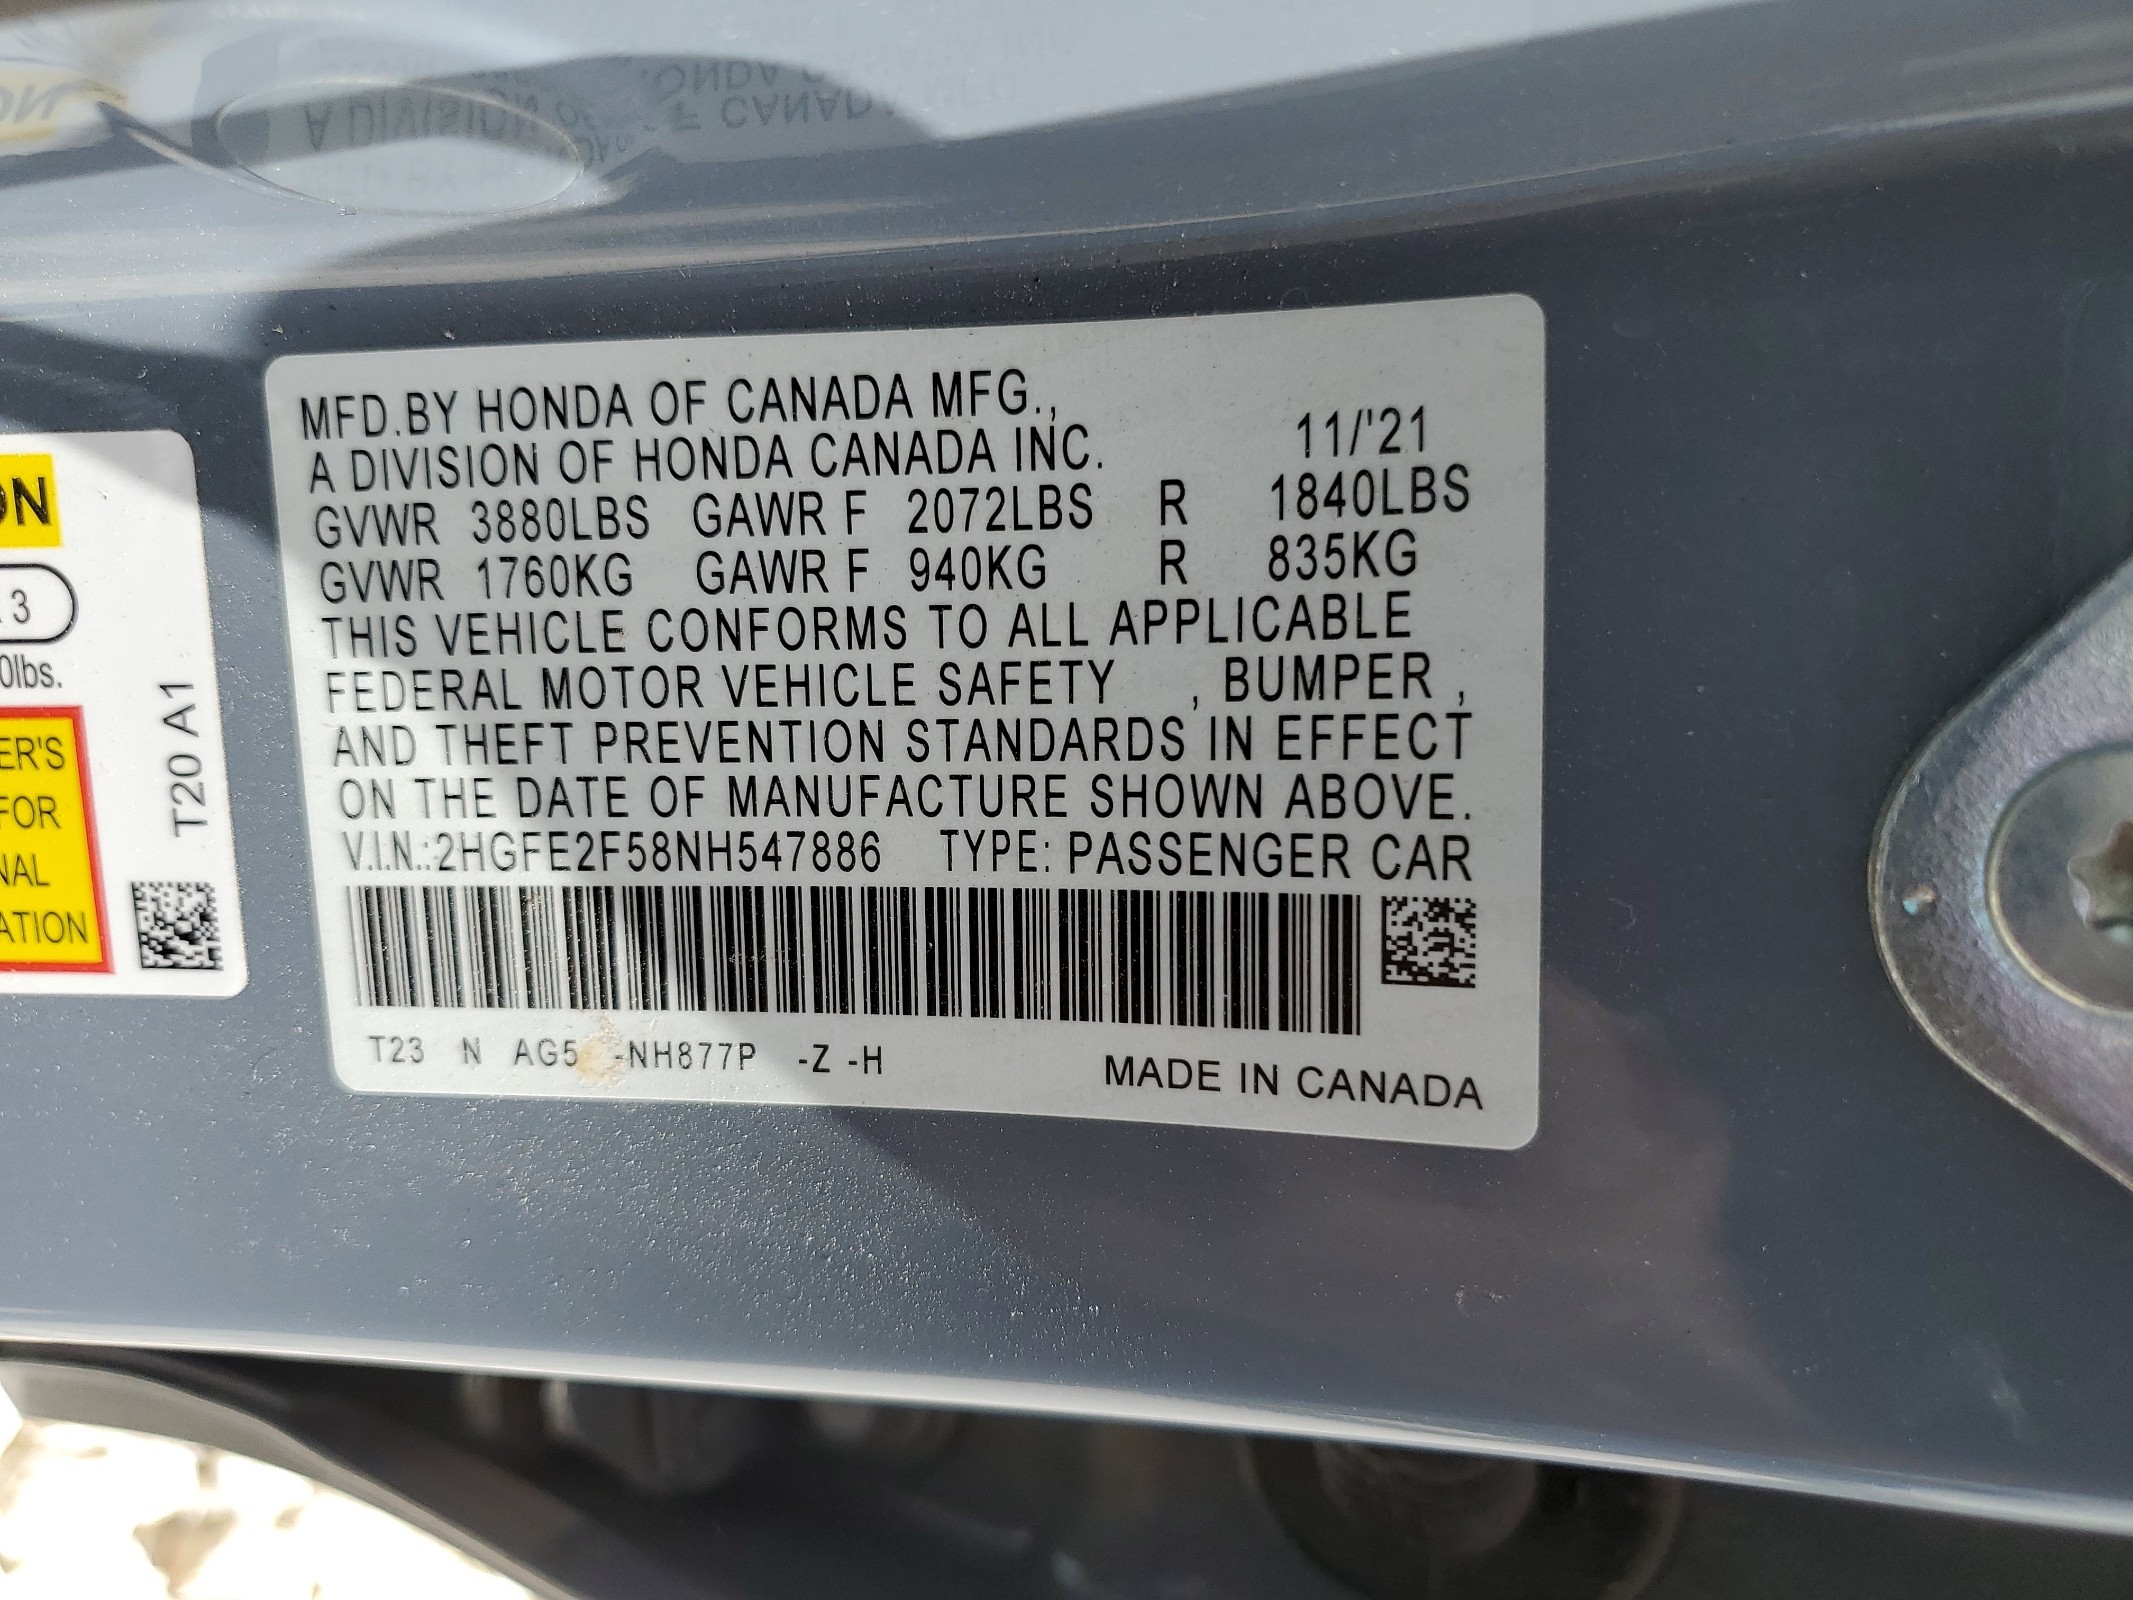 MFD.BY HONDA OF CANADA MFG.,
A DIVISION OF HONDA CANADA INC. 11/'21
GVWR 3880LBS GAWR F 2072LBS R 1840LBS
GVWR 1760KG GAWR F 940KG R 835KG
THIS VEHICLE CONFORMS TO ALL APPLICABLE
FEDERAL MOTOR VEHICLE SAFETY , BUMPER ,
AND THEFT PREVENTION STANDARDS IN EFFECT
ON THE DATE OF MANUFACTURE SHOWN ABOVE.
V.I.N.:2HGFE2F58NH547886 TYPE: PASSENGER CAR
T23 N AG5 -NH877P -Z -H
MADE IN CANADA
ON
3
0lbs.
ER'S
FOR
NAL
ATION
T20 A1